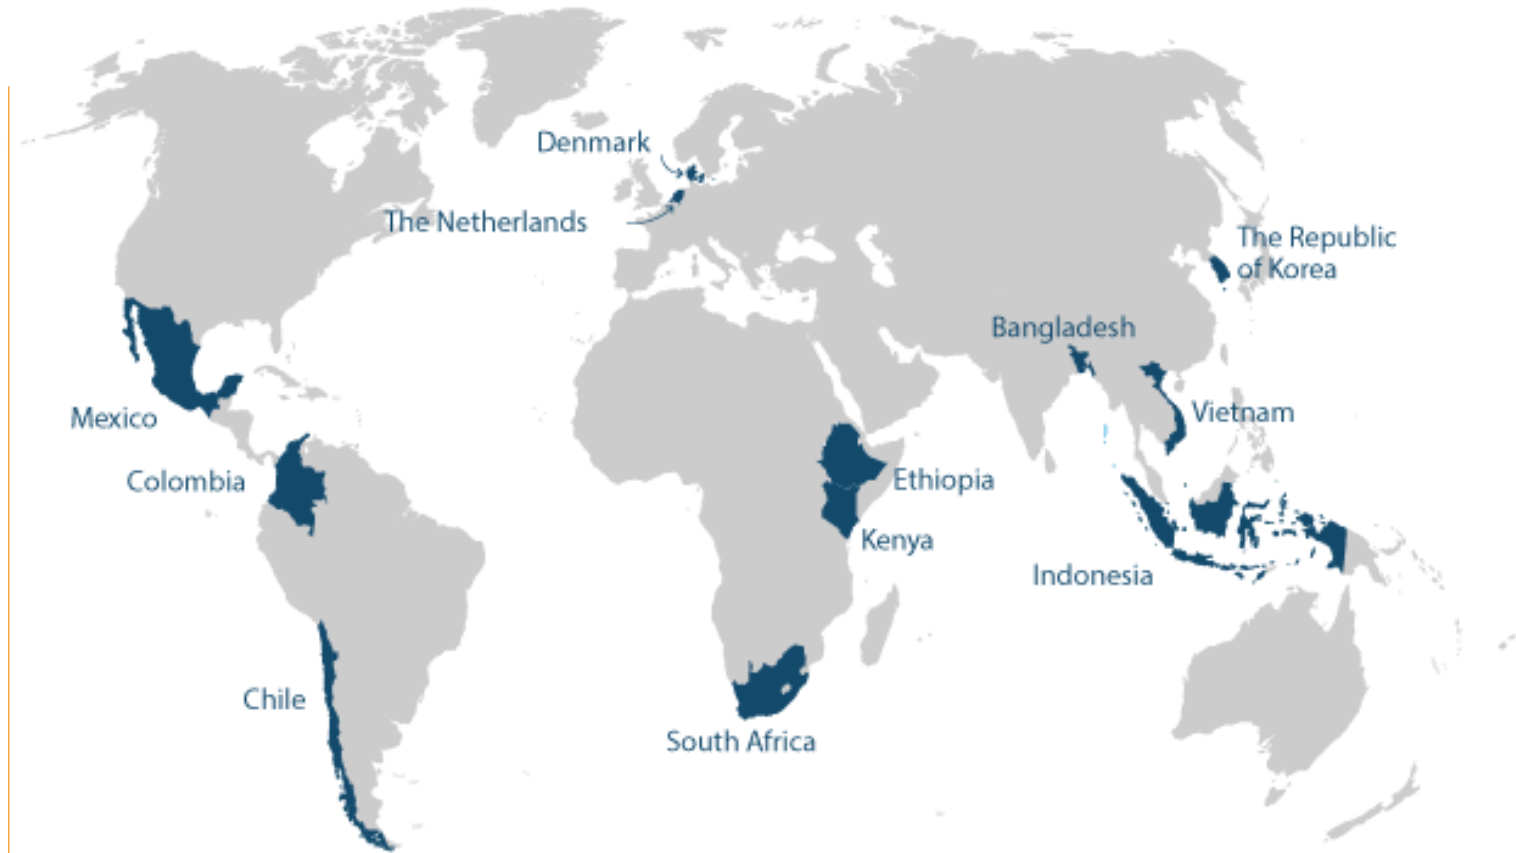 Denmark
The Netherlands
The Republic
of Korea
Bangladesh
Mexico
Vietnam
Colombia
Ethiopia
Kenya
Indonesia
Chile
South Africa